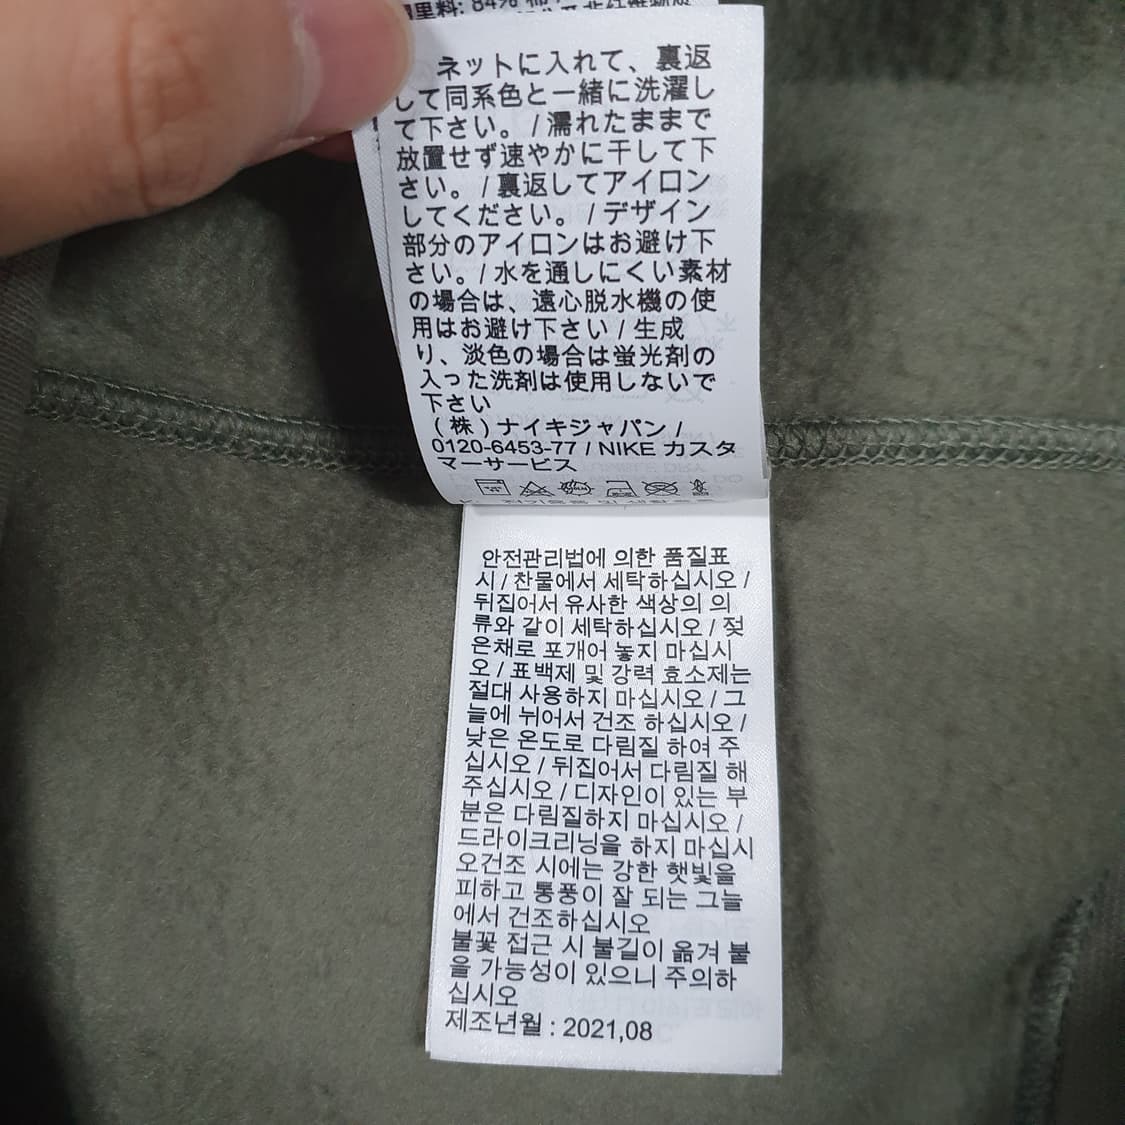 里料: 84% 棉
ネットに入れて、裏返
して同系色と一緒に洗濯し
て下さい。 / 濡れたままで
放置せず速やかに干して下
さい。 / 裏返してアイロン
してください。 / デザイン
部分のアイロンはお避け下
さい。/ 水を通しにくい素材
の場合は、遠心脱水機の使
用はお避け下さい / 生成
り、淡色の場合は蛍光剤の
入った洗剤は使用しないで
下さい
(株) ナイキジャパン /
0120-6453-77 / NIKE カスタ
マーサービス
안전관리법에 의한 품질표
시 / 찬물에서 세탁하십시오 /
뒤집어서 유사한 색상의 의
류와 같이 세탁하십시오 / 젖
은채로 포개어 놓지 마십시
오 / 표백제 및 강력 효소제는
절대 사용하지 마십시오 / 그
늘에 뉘어서 건조 하십시오 /
낮은 온도로 다림질 하여 주
십시오 / 뒤집어서 다림질 해
주십시오 / 디자인이 있는 부
분은 다림질하지 마십시오 /
드라이크리닝을 하지 마십시
오건조 시에는 강한 햇빛을
피하고 통풍이 잘 되는 그늘
에서 건조하십시오
불꽃 접근 시 불길이 옮겨 붙
을 가능성이 있으니 주의하
십시오
제조년월 : 2021,08